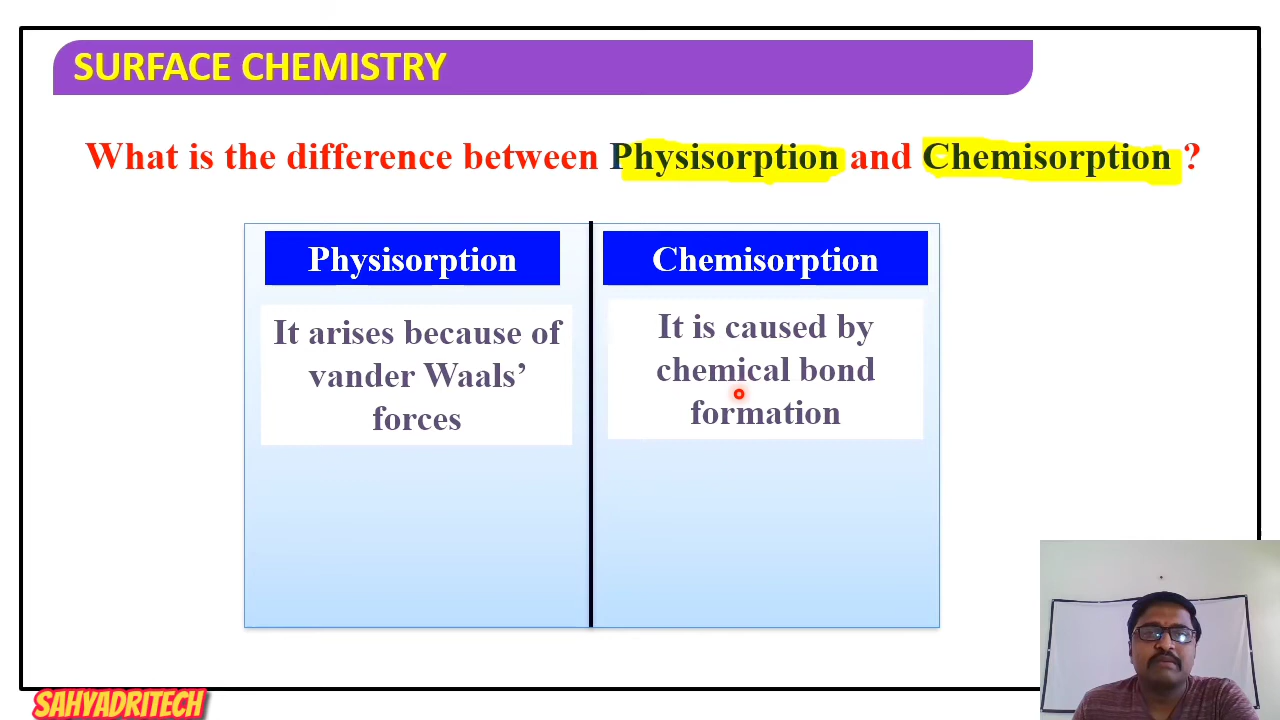 SURFACE CHEMISTRY
What is the difference between Physisorption and Chemisorption ?
Physisorption
It arises because of
vander Waals’
forces
Chemisorption
It is caused by
chemical bond
formation
SAHYADRITECH